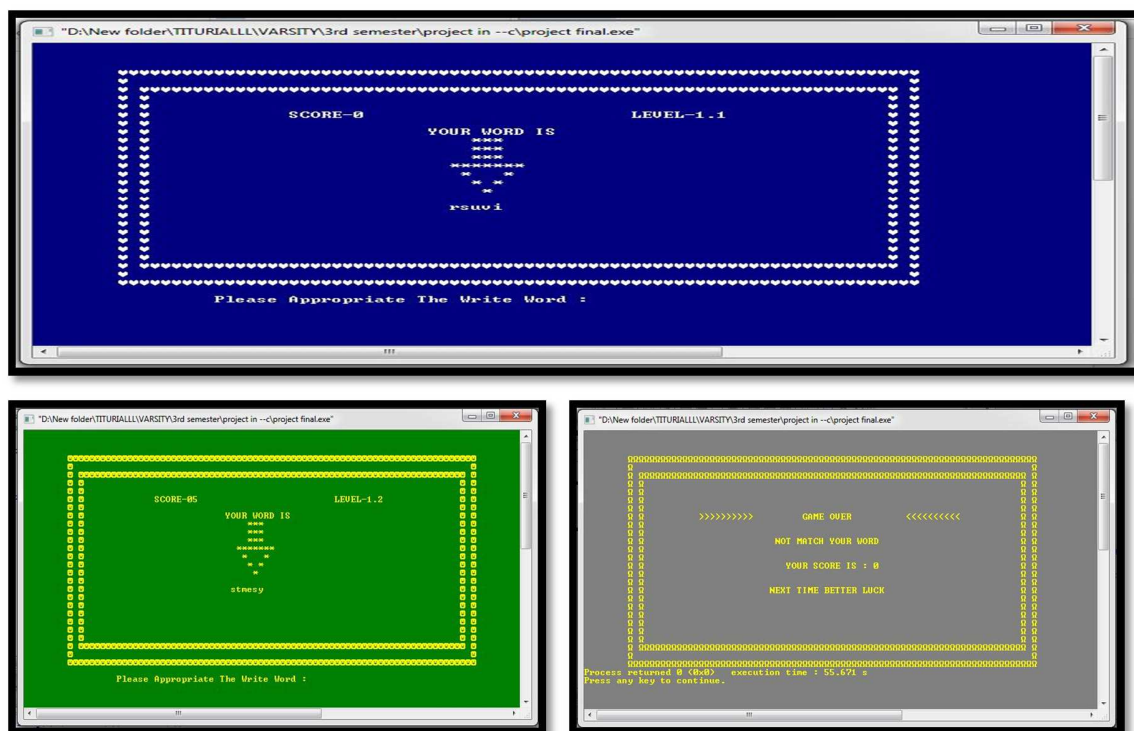 "D:\New folder\TITURIALLL\VARSITY\3rd semester\project in --c\project final.exe"
SCORE-0 LEVEL-1.1
YOUR WORD IS
***
***
***
*******
* *
* *
*
rsuvi
Please Appropriate The Write Word :
"D:\New folder\TITURIALLL\VARSITY\3rd semester\project in --c\project final.exe"
SCORE-05 LEVEL-1.2
YOUR WORD IS
***
***
***
*******
* *
* *
*
stmesy
Please Appropriate The Write Word :
"D:\New folder\TITURIALLL\VARSITY\3rd semester\project in --c\project final.exe"
>>>>>>>>>> GAME OVER <<<<<<<<<<
NOT MATCH YOUR WORD
YOUR SCORE IS : 0
NEXT TIME BETTER LUCK
Process returned 0 (0x0) execution time : 55.671 s
Press any key to continue.